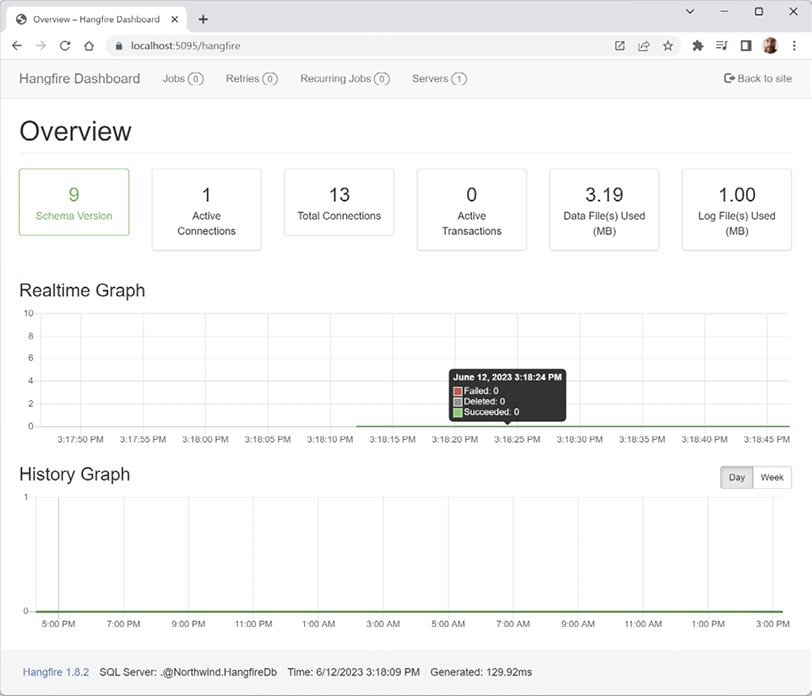 Overview – Hangfire Dashboard
localhost:5095/hangfire
Hangfire Dashboard Jobs 0 Retries 0 Recurring Jobs 0 Servers 1 Back to site
Overview
9 1 13 0 3.19 1.00
Schema Version Active Total Connections Active Data File(s) Used Log File(s) Used
Connections Transactions (MB) (MB)
Realtime Graph
10
8
6
June 12, 2023 3:18:24 PM
4
Failed: 0
2 Deleted: 0
Succeeded: 0
0
3:17:50 PM 3:17:55 PM 3:18:00 PM 3:18:05 PM 3:18:10 PM 3:18:15 PM 3:18:20 PM 3:18:25 PM 3:18:30 PM 3:18:35 PM 3:18:40 PM 3:18:45 PM
History Graph Day Week
1
0
5:00 PM 7:00 PM 9:00 PM 11:00 PM 1:00 AM 3:00 AM 5:00 AM 7:00 AM 9:00 AM 11:00 AM 1:00 PM 3:00 PM
Hangfire 1.8.2 SQL Server: .@Northwind.HangfireDb Time: 6/12/2023 3:18:09 PM Generated: 129.92ms